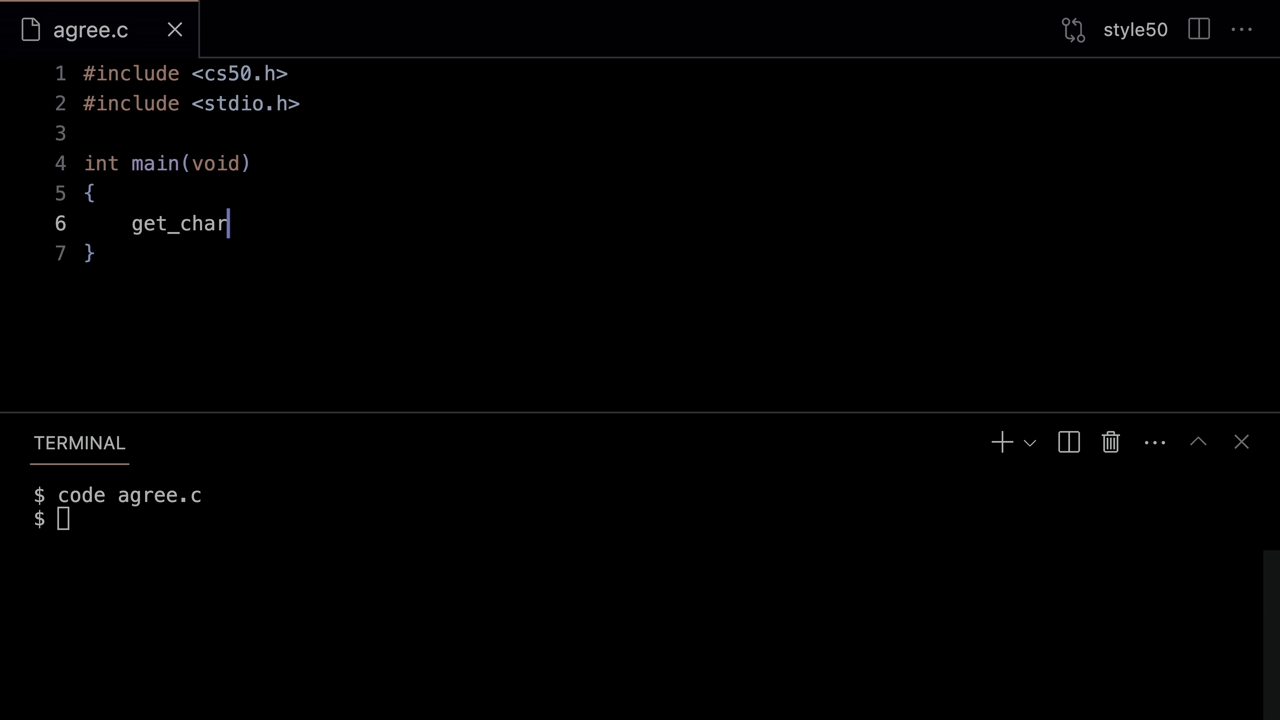 agree.c
style50
1 #include <cs50.h>
2 #include <stdio.h>
3
4 int main(void)
5 {
6     get_char
7 }
TERMINAL
$ code agree.c
$